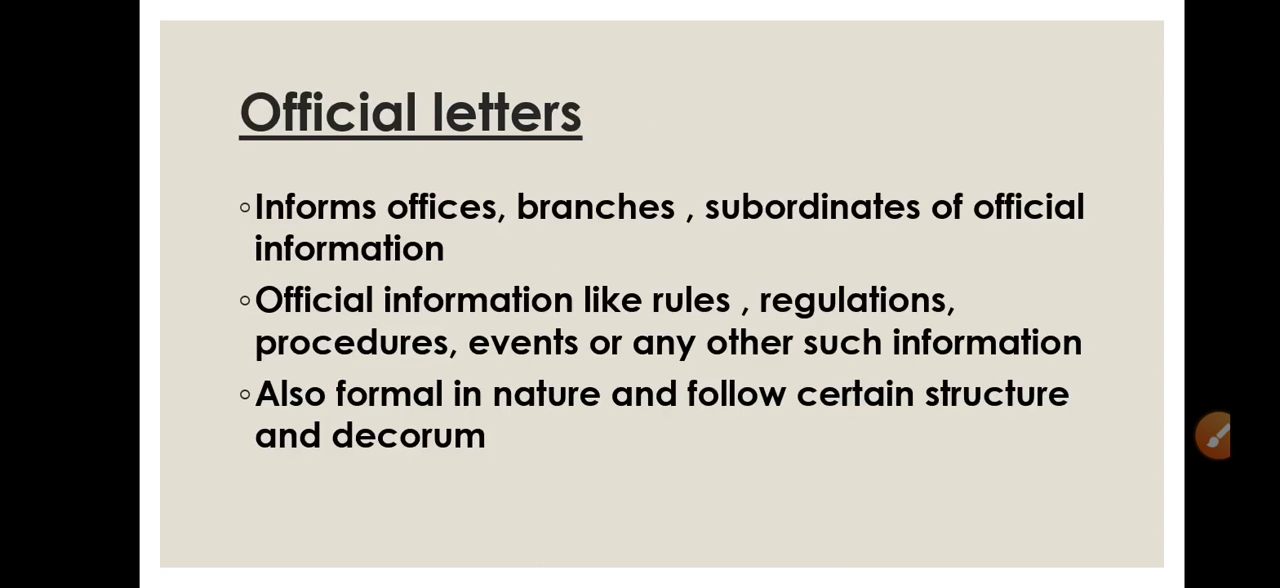 Official letters
◦Informs offices, branches , subordinates of official
information
◦Official information like rules , regulations,
procedures, events or any other such information
◦Also formal in nature and follow certain structure
and decorum